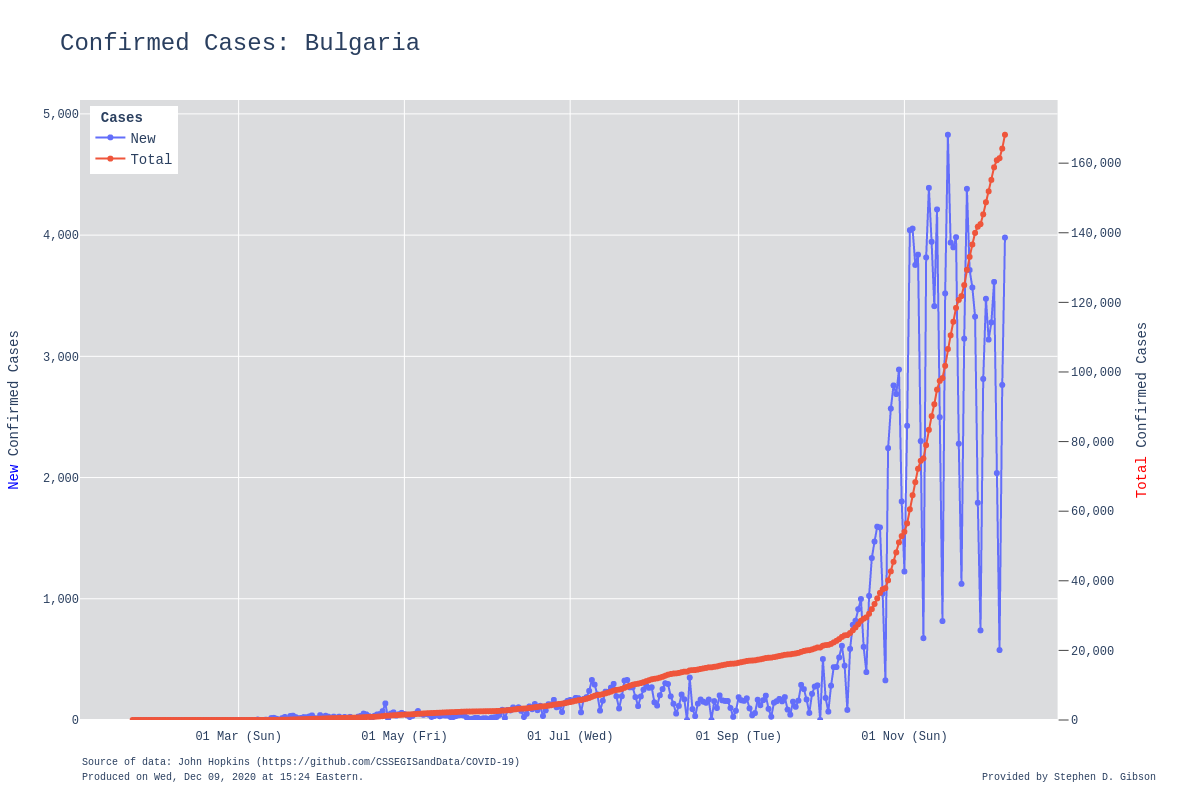 Confirmed Cases: Bulgaria
Cases
New
Total
5,000
4,000
3,000
2,000
1,000
0
New Confirmed Cases
160,000
140,000
120,000
100,000
80,000
60,000
40,000
20,000
0
Total Confirmed Cases
01 Mar (Sun)
01 May (Fri)
01 Jul (Wed)
01 Sep (Tue)
01 Nov (Sun)
Source of data: John Hopkins (https://github.com/CSSEGISandData/COVID-19)
Produced on Wed, Dec 09, 2020 at 15:24 Eastern.
Provided by Stephen D. Gibson